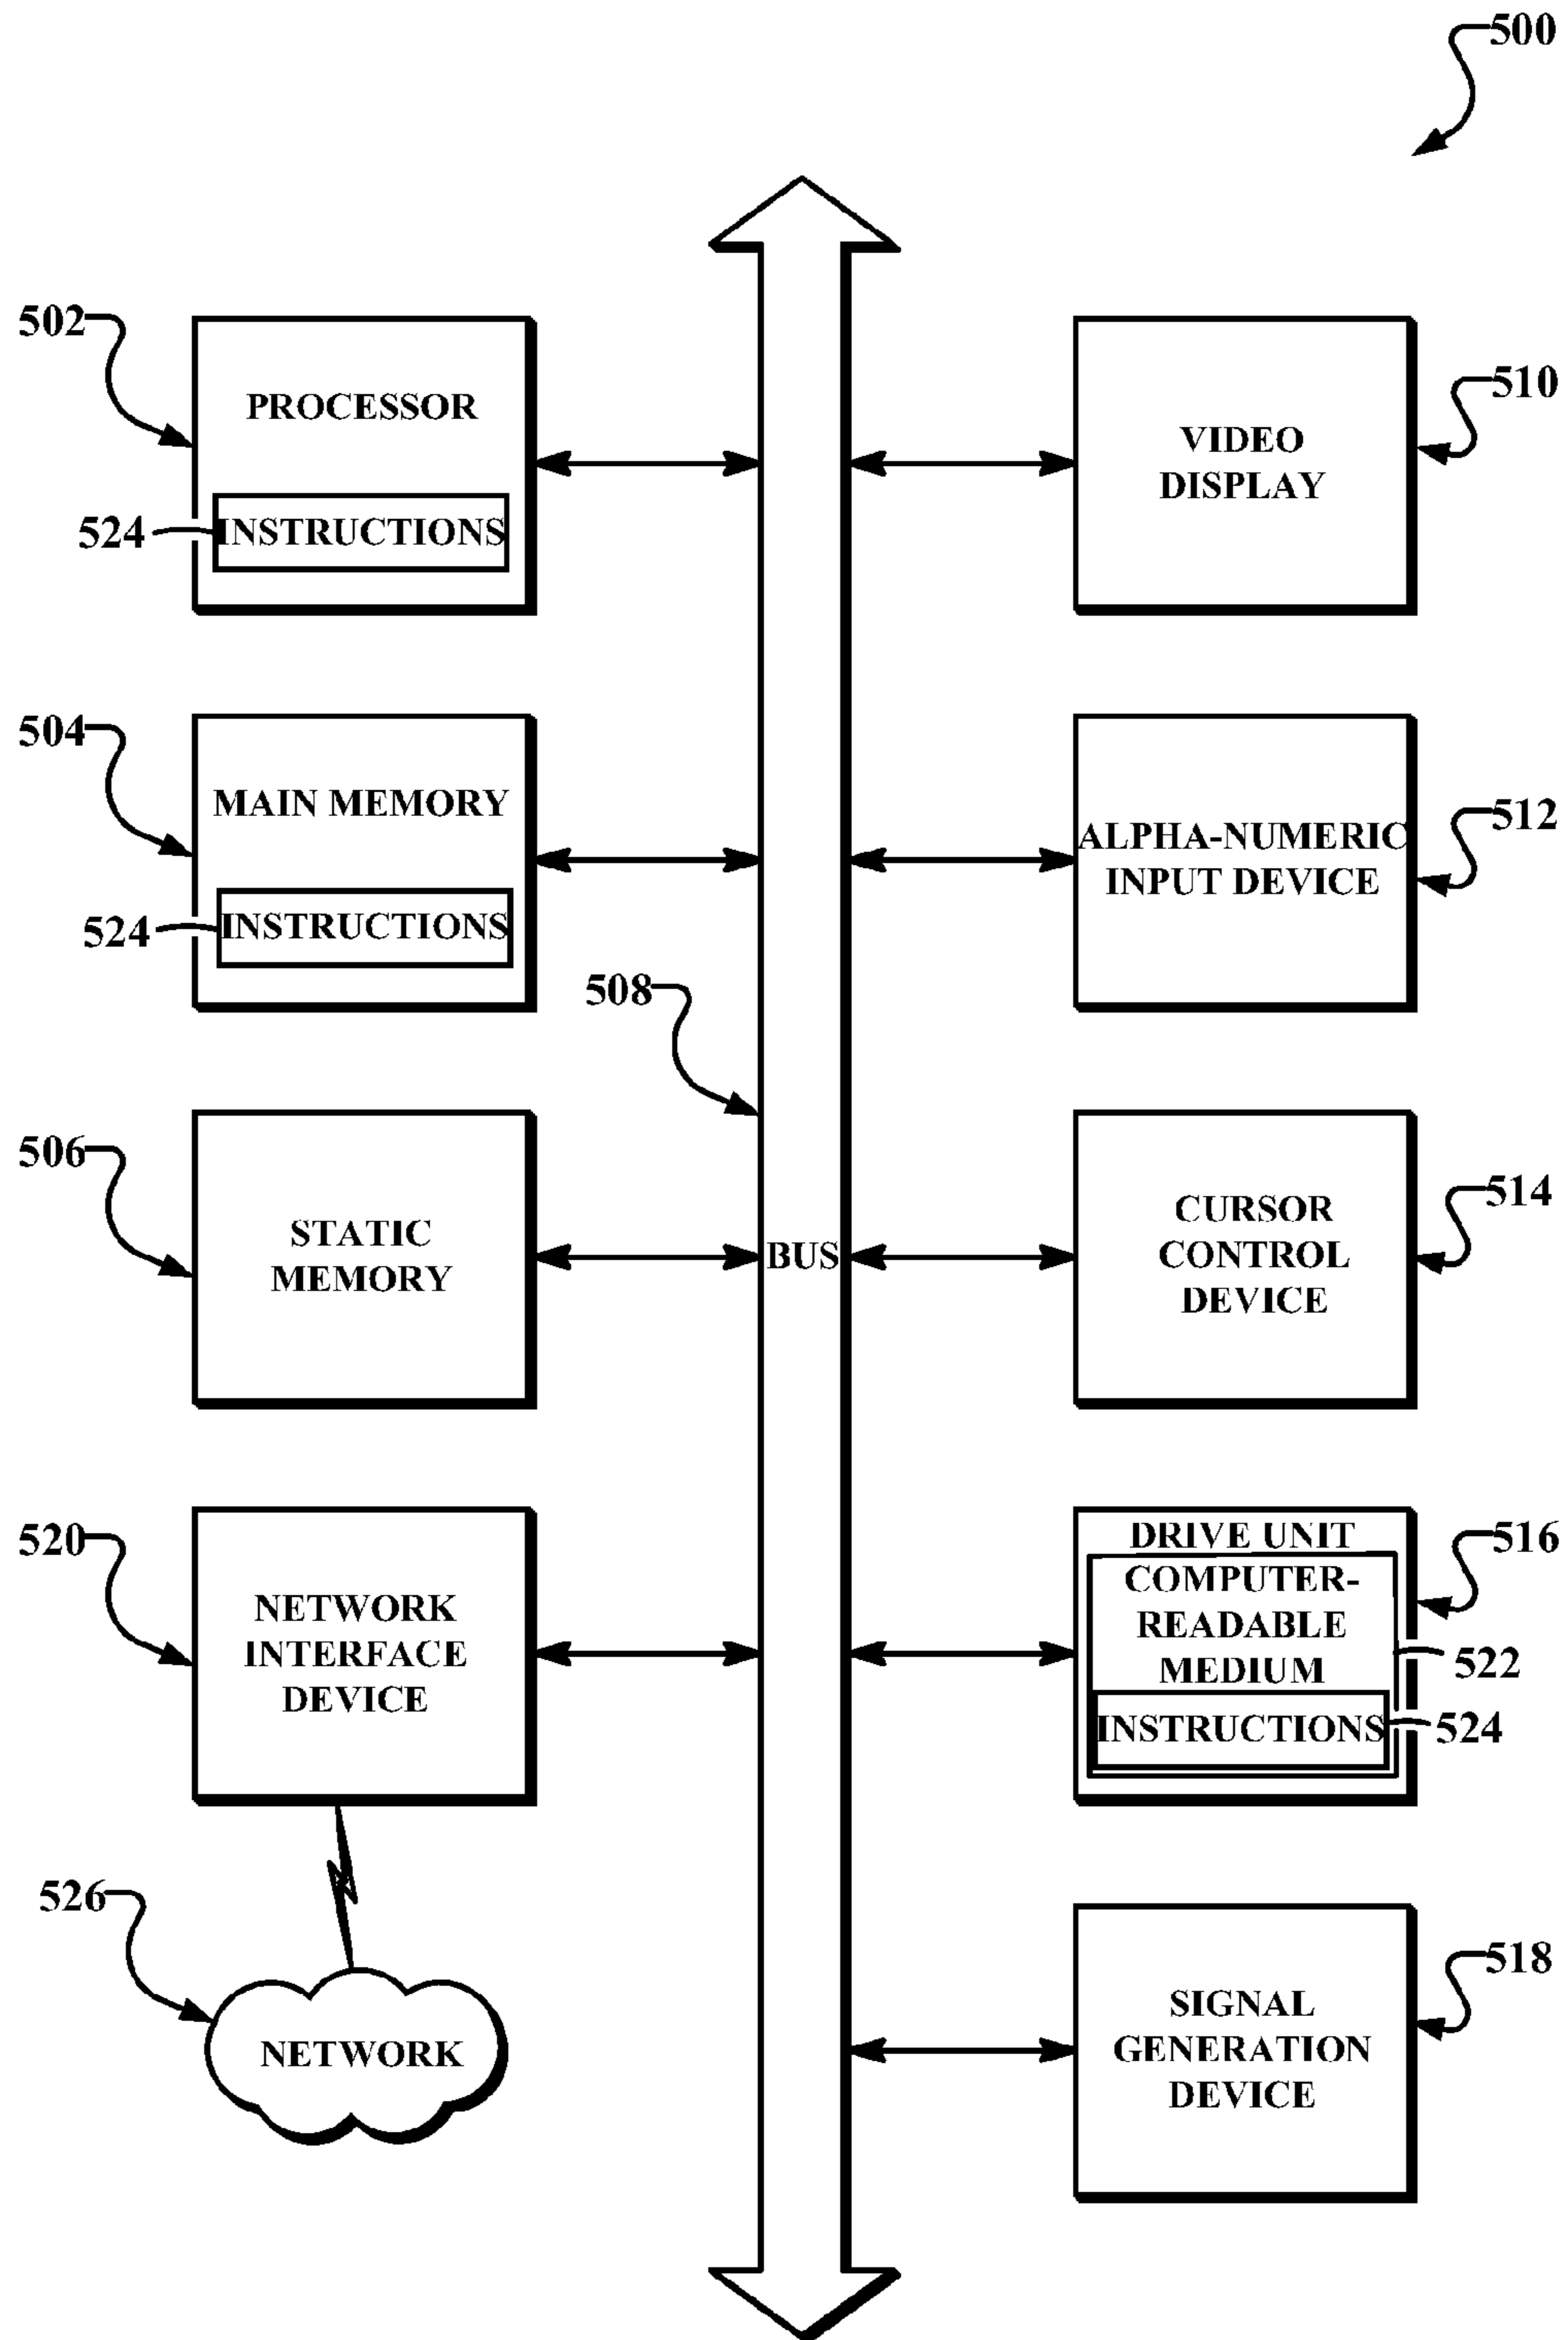 500
502
PROCESSOR
524
INSTRUCTIONS
510
VIDEO
DISPLAY
504
MAIN MEMORY
524
INSTRUCTIONS
512
ALPHA-NUMERIC
INPUT DEVICE
508
BUS
506
STATIC
MEMORY
514
CURSOR
CONTROL
DEVICE
520
NETWORK
INTERFACE
DEVICE
516
DRIVE UNIT
COMPUTER-
READABLE
MEDIUM
522
INSTRUCTIONS
524
526
NETWORK
518
SIGNAL
GENERATION
DEVICE